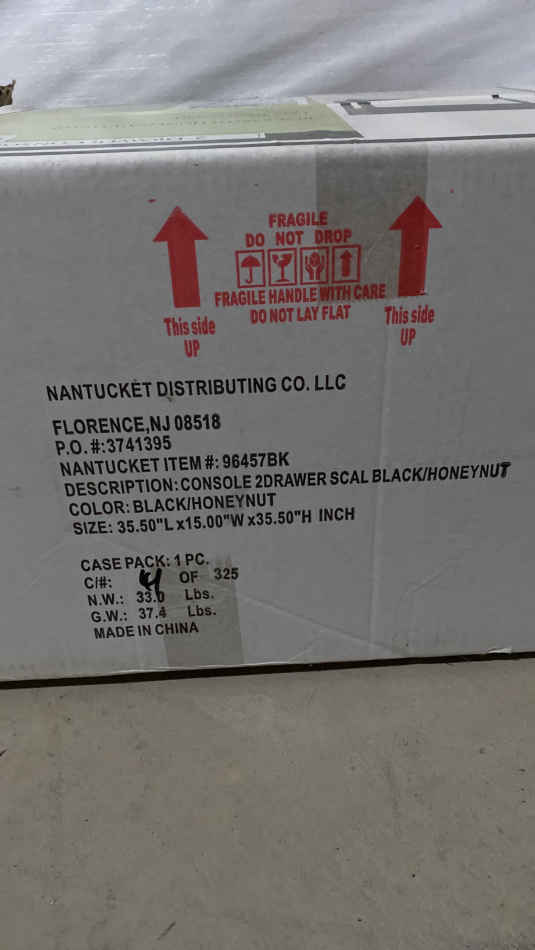 FRAGILE
DO NOT DROP
FRAGILE HANDLE WITH CARE
DO NOT LAY FLAT
This side
UP
This side
UP
NANTUCKET DISTRIBUTING CO. LLC
FLORENCE,NJ 08518
P.O. #:3741395
NANTUCKET ITEM #: 96457BK
DESCRIPTION: CONSOLE 2DRAWER SCAL BLACK/HONEYNUT
COLOR: BLACK/HONEYNUT
SIZE: 35.50"L x15.00"W x35.50"H INCH
CASE PACK: 1 PC.
C/#: 4 OF 325
N.W.: 33.0 Lbs.
G.W.: 37.4 Lbs.
MADE IN CHINA